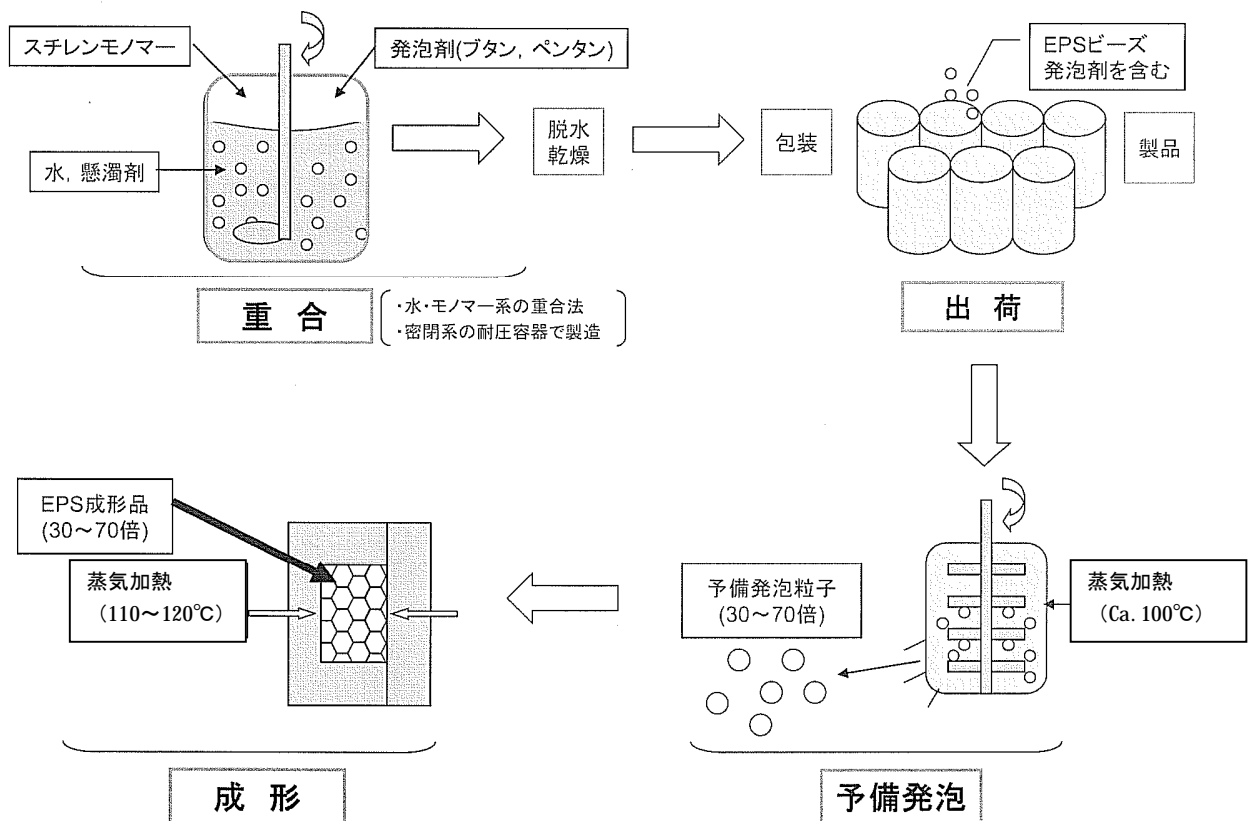 スチレンモノマー
発泡剤(ブタン, ペンタン)
水, 懸濁剤
脱水
乾燥
包装
EPSビーズ
発泡剤を含む
製品
重 合
・水・モノマー系の重合法
・密閉系の耐圧容器で製造
出 荷
EPS成形品
(30～70倍)
蒸気加熱
（110～120℃）
予備発泡粒子
(30～70倍)
蒸気加熱
（Ca. 100℃）
成 形
予備発泡